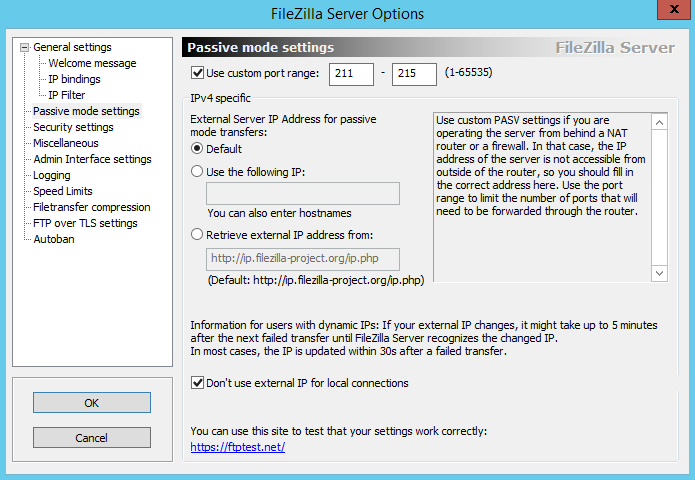 FileZilla Server Options
X
General settings
Welcome message
IP bindings
IP Filter
Passive mode settings
Security settings
Miscellaneous
Admin Interface settings
Logging
Speed Limits
Filetransfer compression
FTP over TLS settings
Autoban
OK
Cancel
Passive mode settings
FileZilla Server
Use custom port range: 211 - 215 (1-65535)
IPv4 specific
External Server IP Address for passive
mode transfers:
Default
Use the following IP:
You can also enter hostnames
Retrieve external IP address from:
http://ip.filezilla-project.org/ip.php
(Default: http://ip.filezilla-project.org/ip.php)
Use custom PASV settings if you are
operating the server from behind a NAT
router or a firewall. In that case, the IP
address of the server is not accessible from
outside of the router, so you should fill in
the correct address here. Use the port
range to limit the number of ports that will
need to be forwarded through the router.
Information for users with dynamic IPs: If your external IP changes, it might take up to 5 minutes
after the next failed transfer until FileZilla Server recognizes the changed IP.
In most cases, the IP is updated within 30s after a failed transfer.
Don't use external IP for local connections
You can use this site to test that your settings work correctly:
https://ftptest.net/